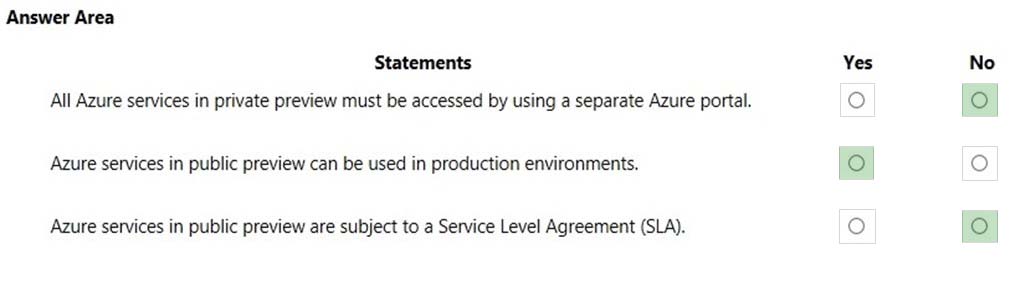 Answer Area
Statements Yes No
All Azure services in private preview must be accessed by using a separate Azure portal.
Azure services in public preview can be used in production environments.
Azure services in public preview are subject to a Service Level Agreement (SLA).